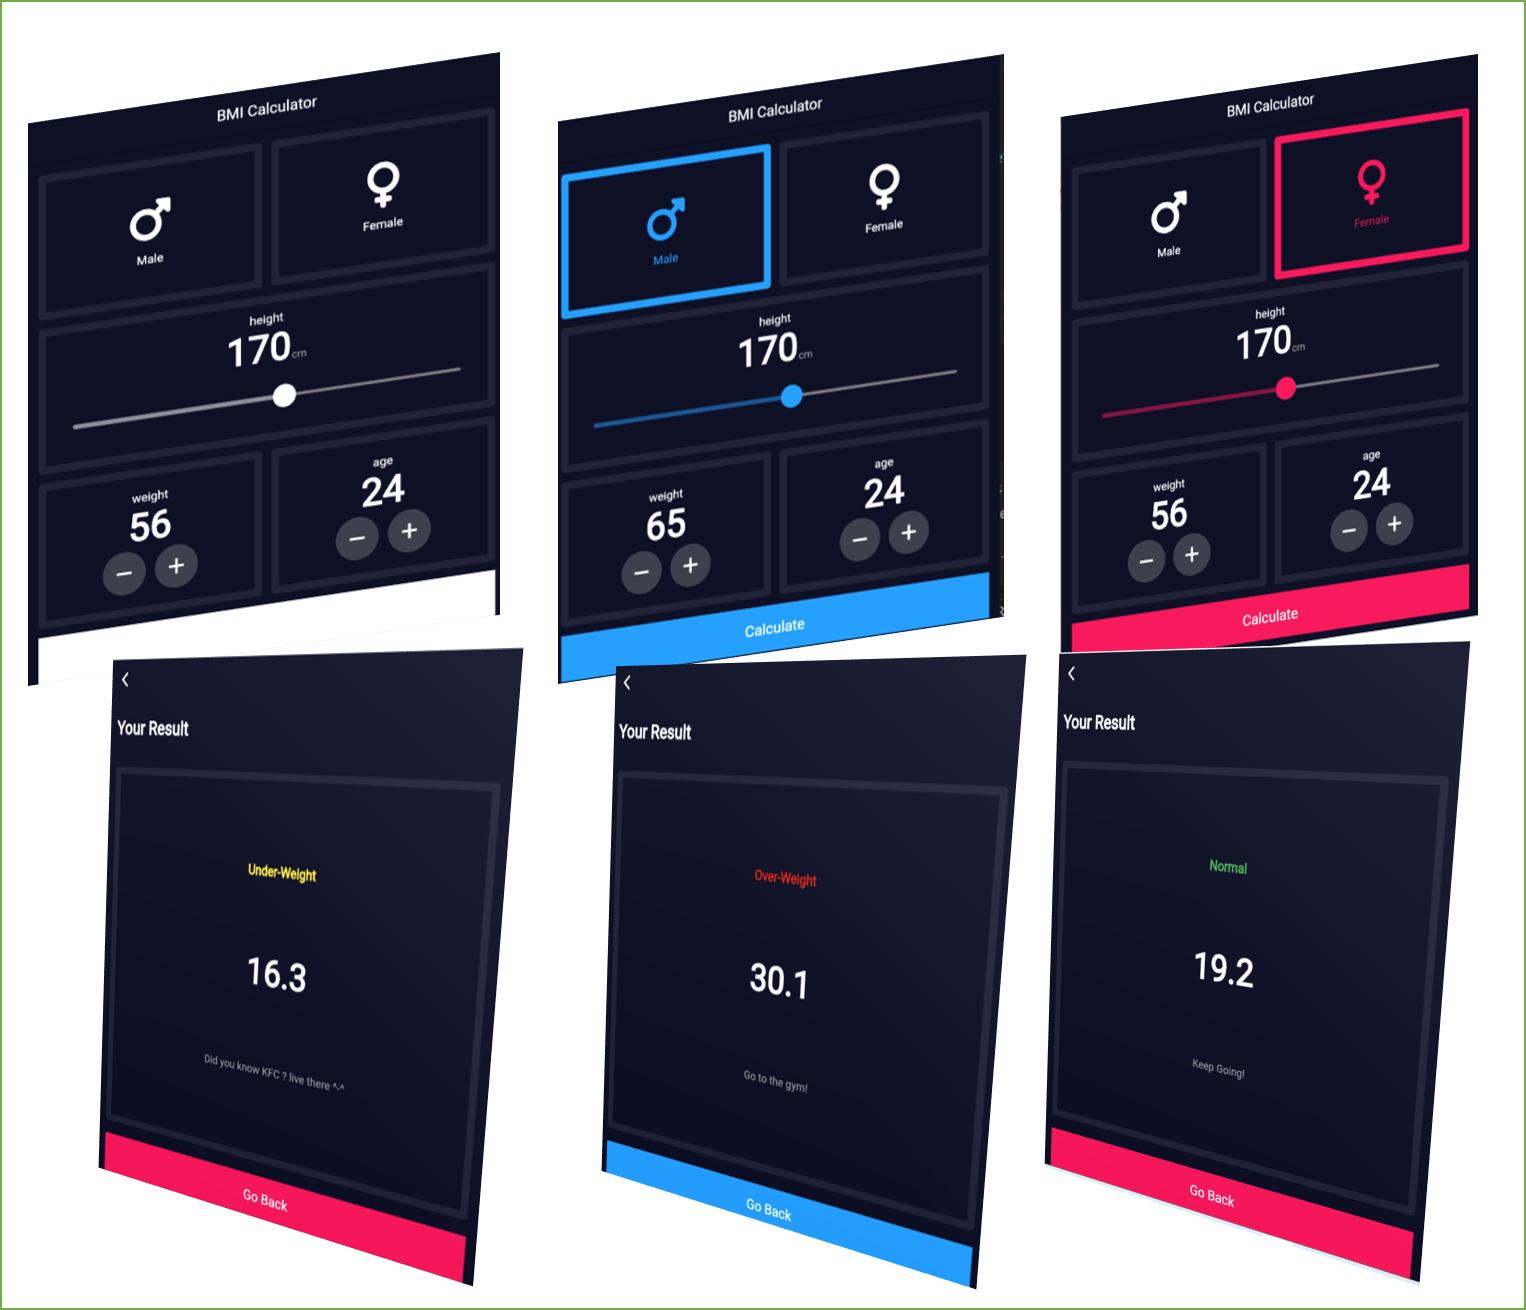 BMI Calculator
Male
Female
height
170cm
weight
56
age
24
BMI Calculator
Male
Female
height
170cm
weight
65
age
24
Calculate
BMI Calculator
Male
Female
height
170cm
weight
56
age
24
Calculate
Your Result
Under-Weight
16.3
Did you know KFC ? live there ^-^
Go Back
Your Result
Over-Weight
30.1
Go to the gym!
Go Back
Your Result
Normal
19.2
Keep Going!
Go Back